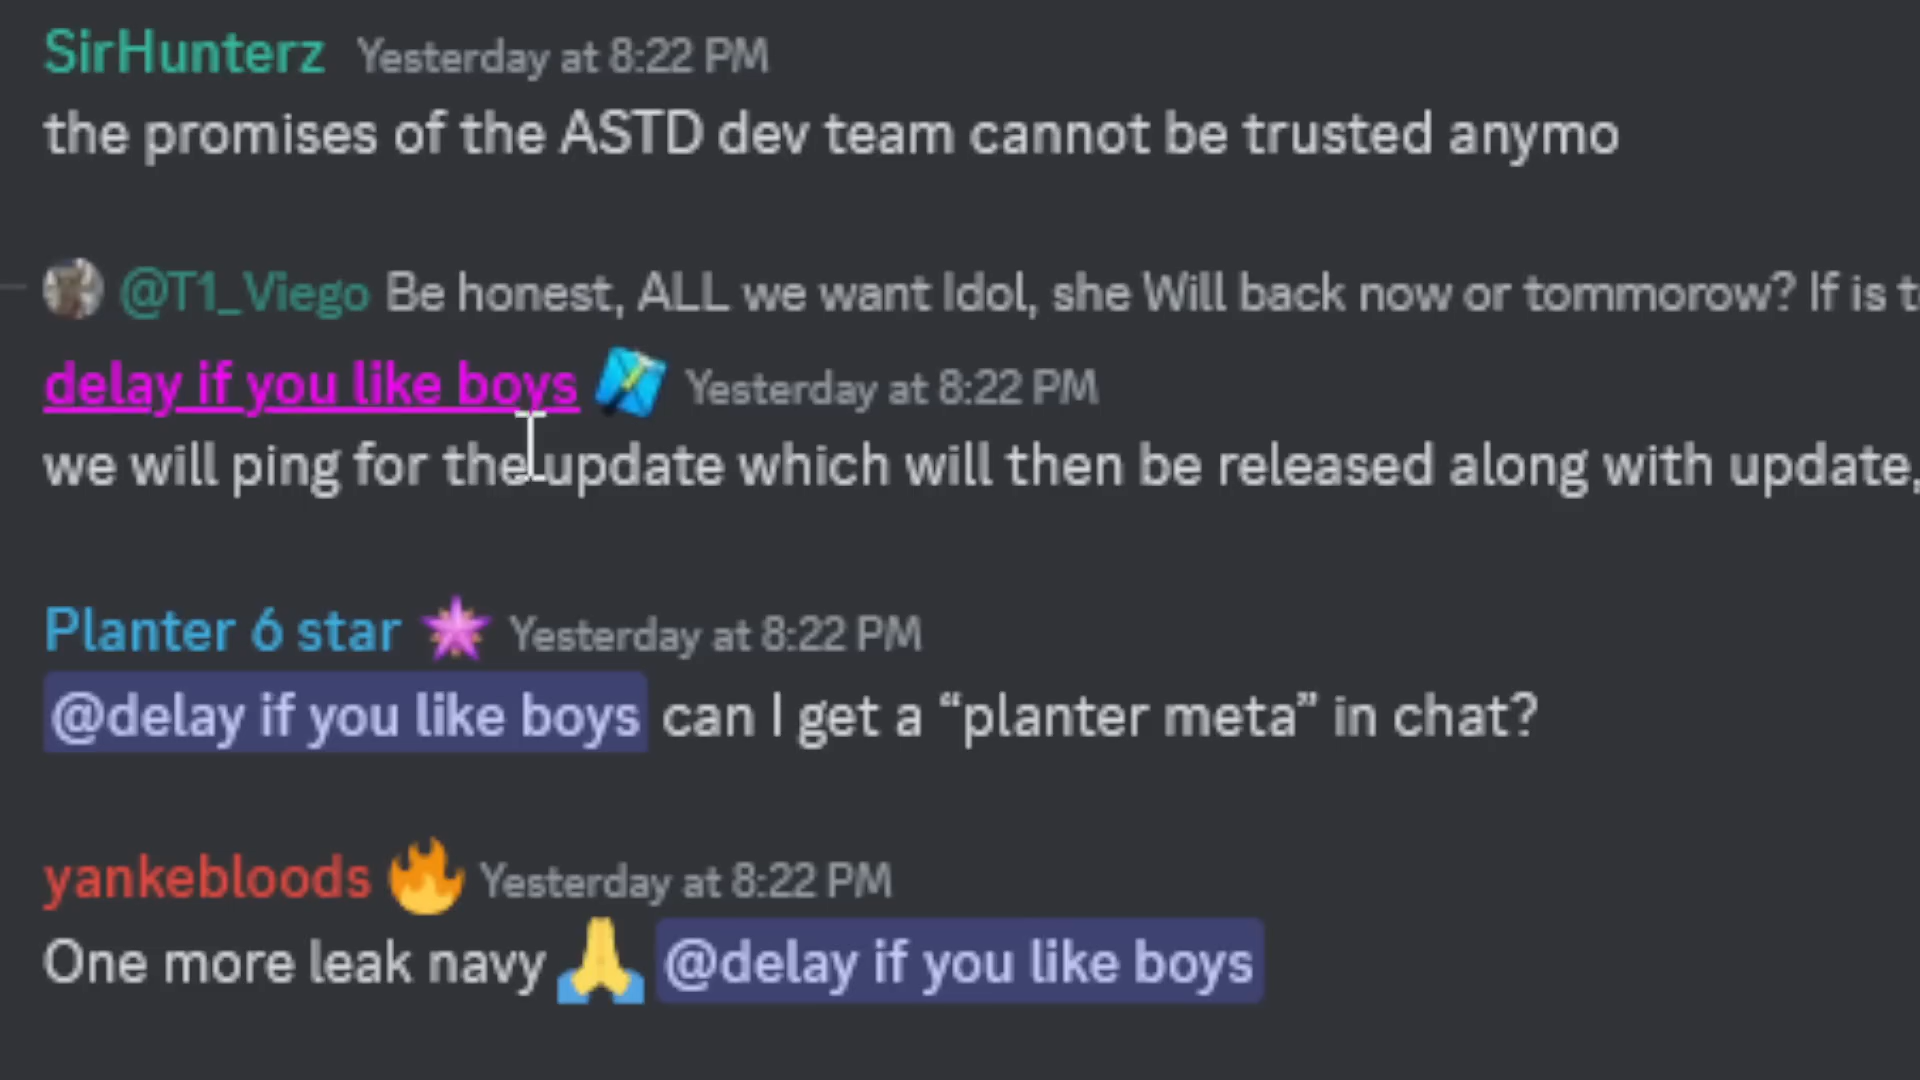 SirHunterz Yesterday at 8:22 PM
the promises of the ASTD dev team cannot be trusted anymo
@T1_Viego Be honest, ALL we want Idol, she Will back now or tommorow? If is
delay if you like boys Yesterday at 8:22 PM
we will ping for the update which will then be released along with update,
Planter 6 star Yesterday at 8:22 PM
@delay if you like boys can I get a “planter meta” in chat?
yankebloods Yesterday at 8:22 PM
One more leak navy @delay if you like boys